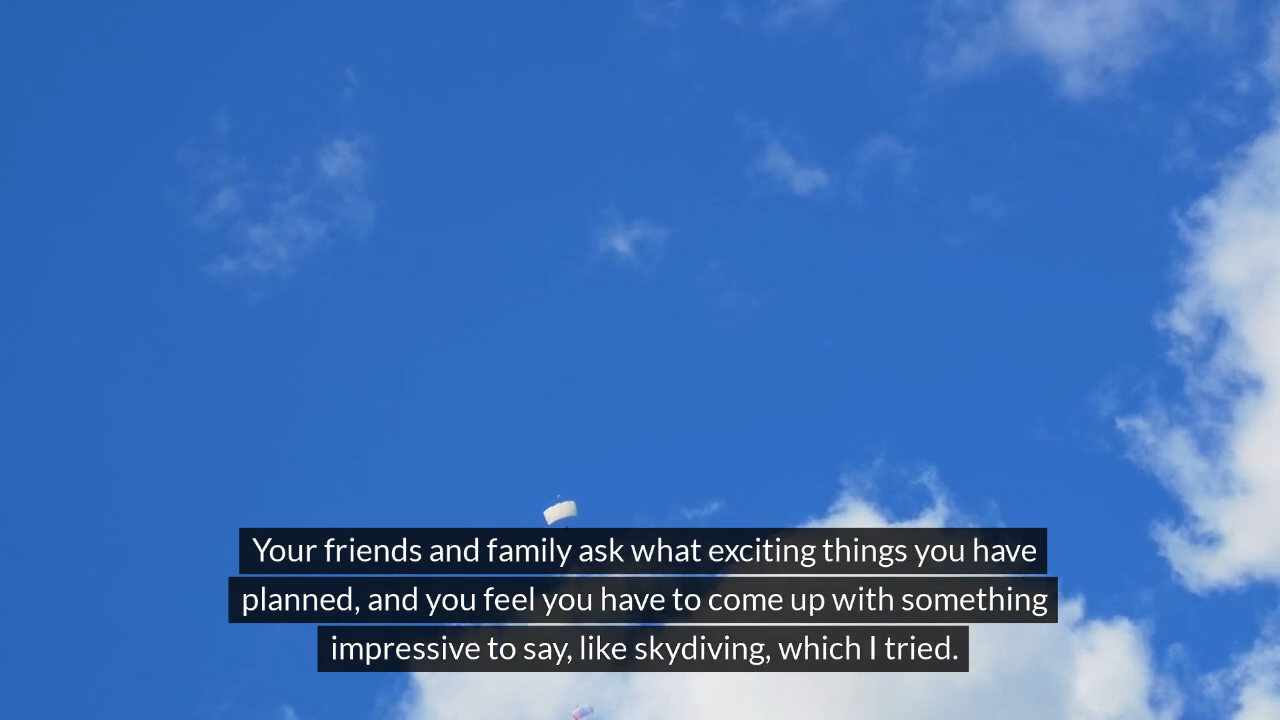 Your friends and family ask what exciting things you have
planned, and you feel you have to come up with something
impressive to say, like skydiving, which I tried.